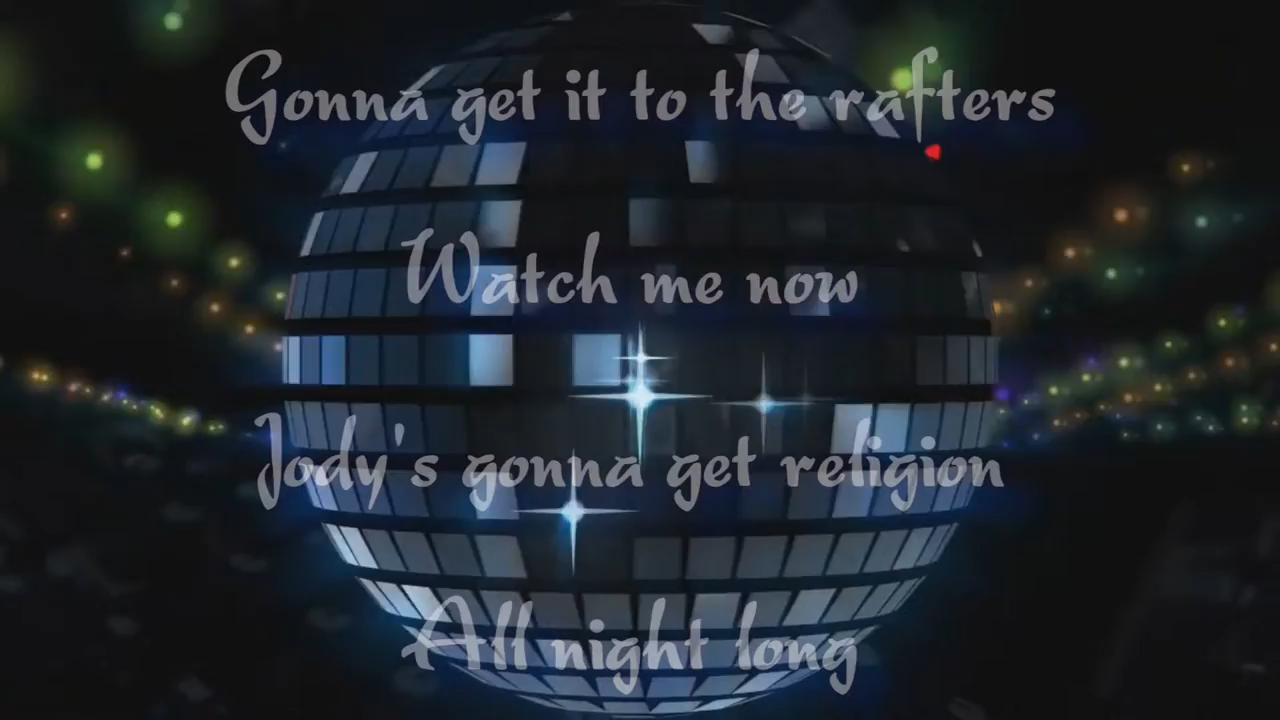 Gonna get it to the rafters
Watch me now
Jody's gonna get religion
All night long